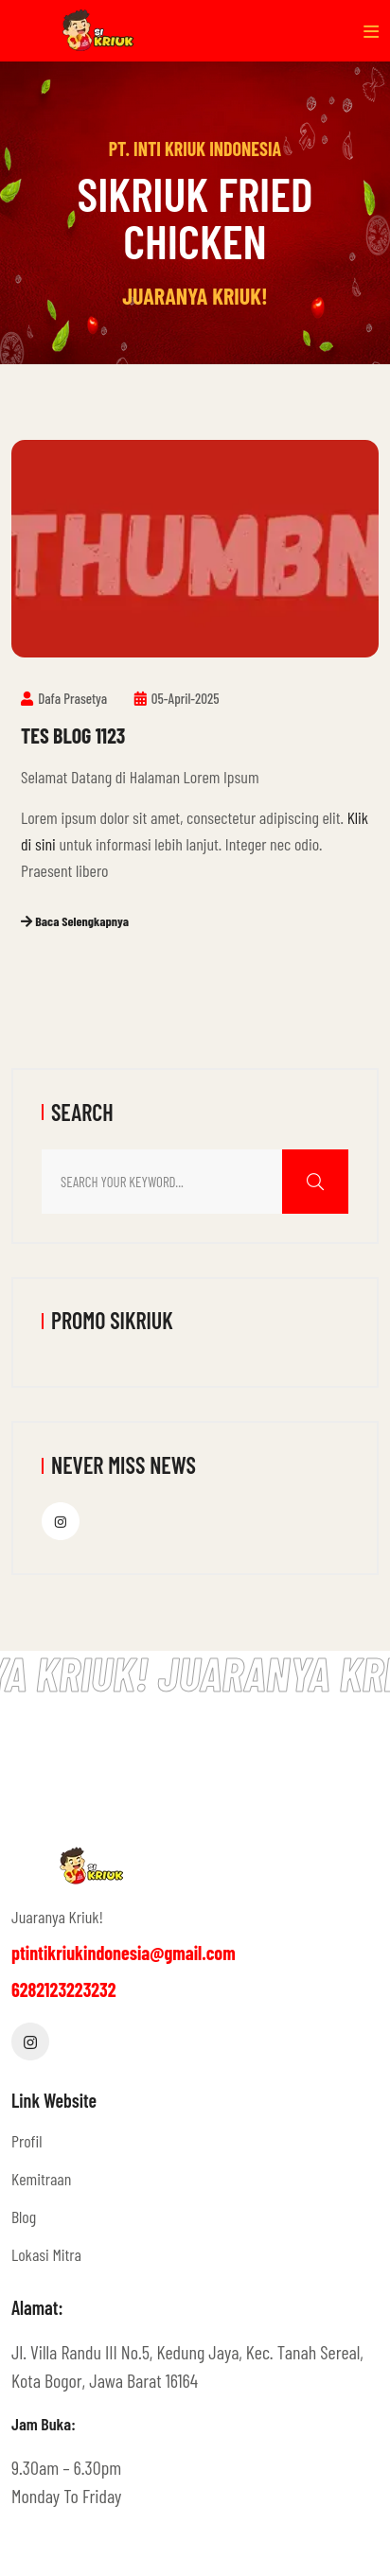 SI
KRIUK
PT. INTI KRIUK INDONESIA
SIKRIUK FRIED
CHICKEN
JUARANYA KRIUK!
THUMBN
Dafa Prasetya 05-April-2025
TES BLOG 1123
Selamat Datang di Halaman Lorem Ipsum
Lorem ipsum dolor sit amet, consectetur adipiscing elit. Klik
di sini untuk informasi lebih lanjut. Integer nec odio.
Praesent libero
Baca Selengkapnya
SEARCH
SEARCH YOUR KEYWORD...
PROMO SIKRIUK
NEVER MISS NEWS
YA KRIUK! JUARANYA KRI
SI
KRIUK
Juaranya Kriuk!
ptintikriukindonesia@gmail.com
6282123223232
Link Website
Profil
Kemitraan
Blog
Lokasi Mitra
Alamat:
Jl. Villa Randu III No.5, Kedung Jaya, Kec. Tanah Sereal,
Kota Bogor, Jawa Barat 16164
Jam Buka:
9.30am – 6.30pm
Monday To Friday